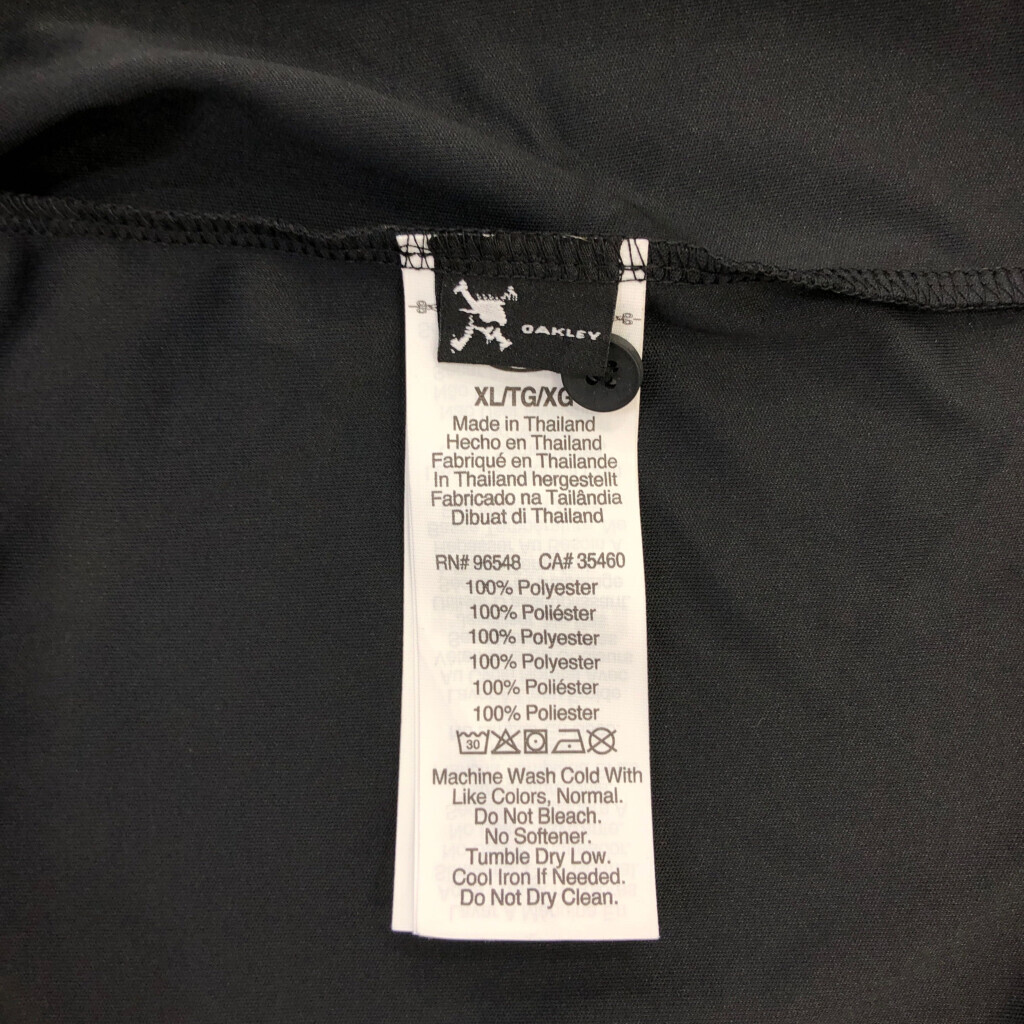 OAKLEY
XL/TG/XG
Made in Thailand
Hecho en Thailand
Fabriqué en Thailande
In Thailand hergestellt
Fabricado na Tailândia
Dibuat di Thailand
RN# 96548 CA# 35460
100% Polyester
100% Poliéster
100% Polyester
100% Polyester
100% Poliéster
100% Poliester
30
Machine Wash Cold With
Like Colors, Normal.
Do Not Bleach.
No Softener.
Tumble Dry Low.
Cool Iron If Needed.
Do Not Dry Clean.